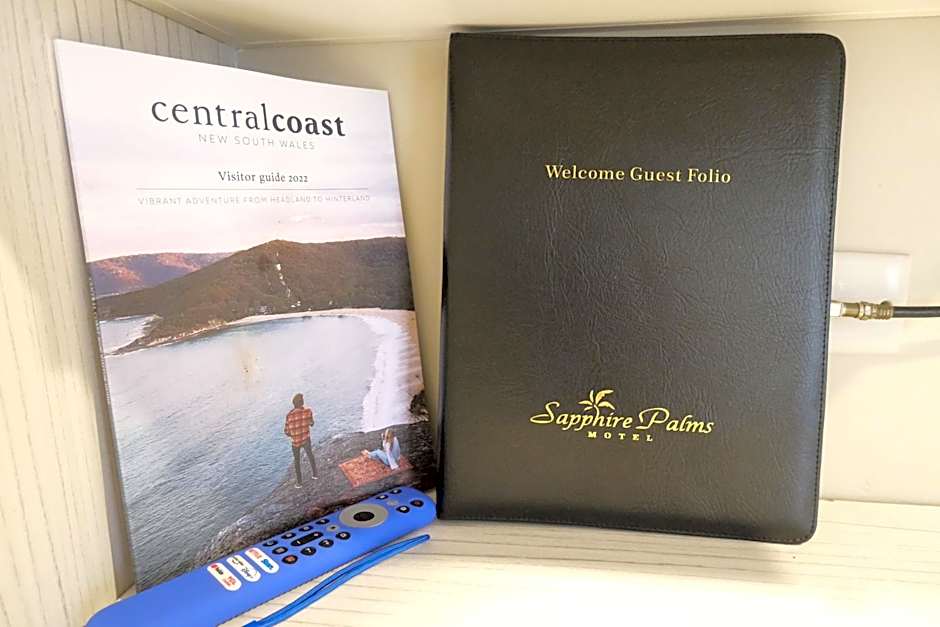 centralcoast
NEW SOUTH WALES
Visitor guide 2022
VIBRANT ADVENTURE FROM HEADLAND TO HINTERLAND
Welcome Guest Folio
Sapphire Palms
MOTEL